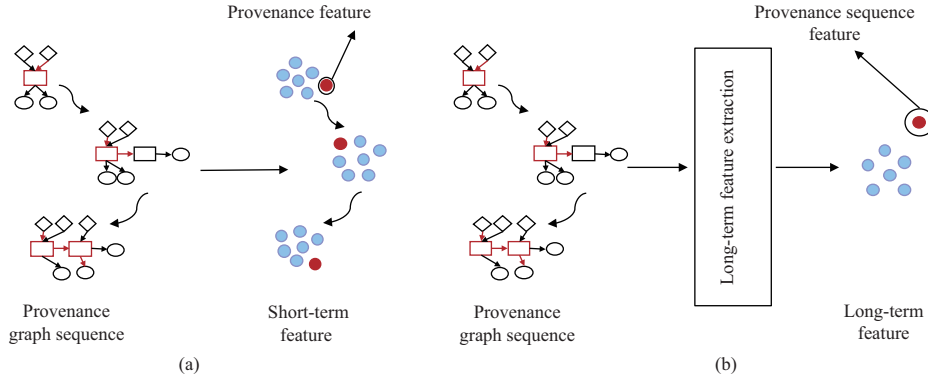 Provenance feature
Provenance
graph sequence
Short-term
feature
(a)
Provenance sequence
feature
Long-term feature extraction
Provenance
graph sequence
Long-term
feature
(b)